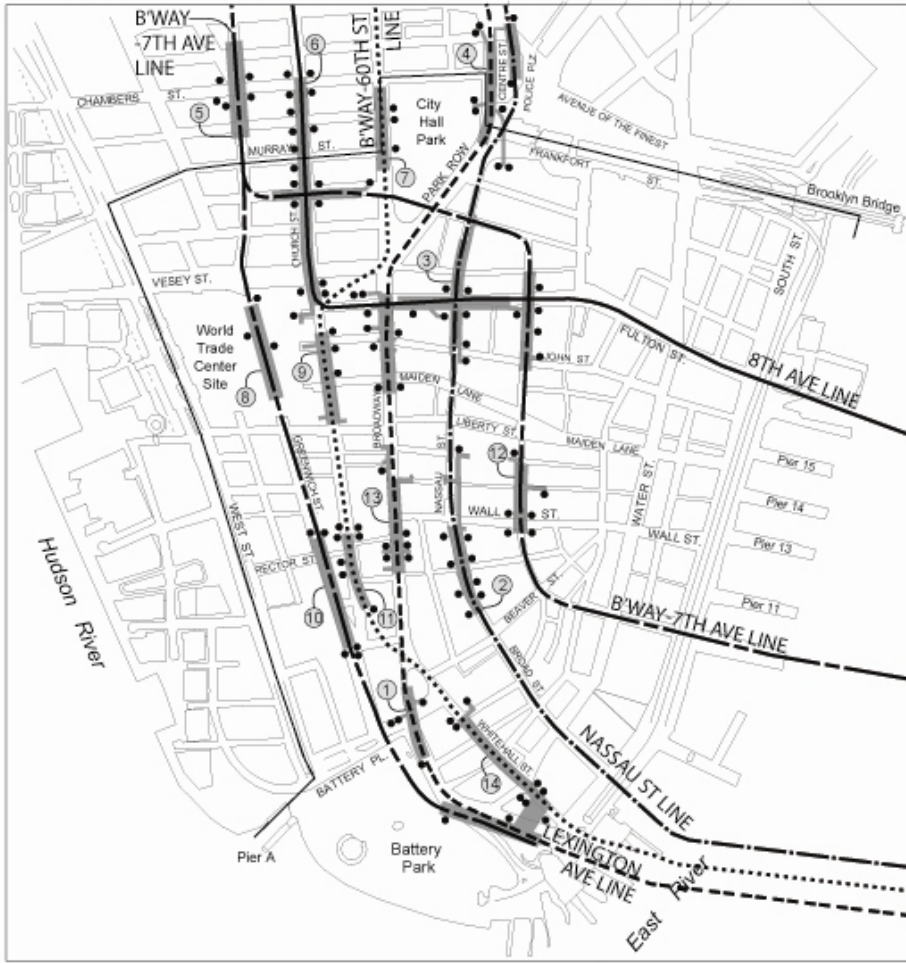 B'WAY
-7TH AVE
LINE
B'WAY-60TH ST
LINE
6
4
CENTRE ST.
POLICE PLZ
AVENUE OF THE FINEST
CHAMBERS ST.
5
City
Hall
Park
MURRAY ST.
7
PARK ROW
FRANKFORT
ST.
Brooklyn Bridge
CHURCH ST.
SOUTH ST.
3
VESEY ST.
World
Trade
Center
Site
9
8
FULTON ST.
JOHN ST.
8TH AVE LINE
MAIDEN LANE
BROADWAY
LIBERTY ST.
MAIDEN LANE
12
Pier 15
GREENWICH ST.
NASSAU ST.
WATER ST.
13
WALL ST.
Pier 14
WEST ST.
WALL ST.
Pier 13
Hudson River
RECTOR ST.
10
11
2
BEAVER ST.
Pier 11
B'WAY-7TH AVE LINE
BROAD ST.
1
WHITEHALL ST.
14
BATTERY PL.
NASSAU ST LINE
Pier A
Battery
Park
LEXINGTON
AVE LINE
East River